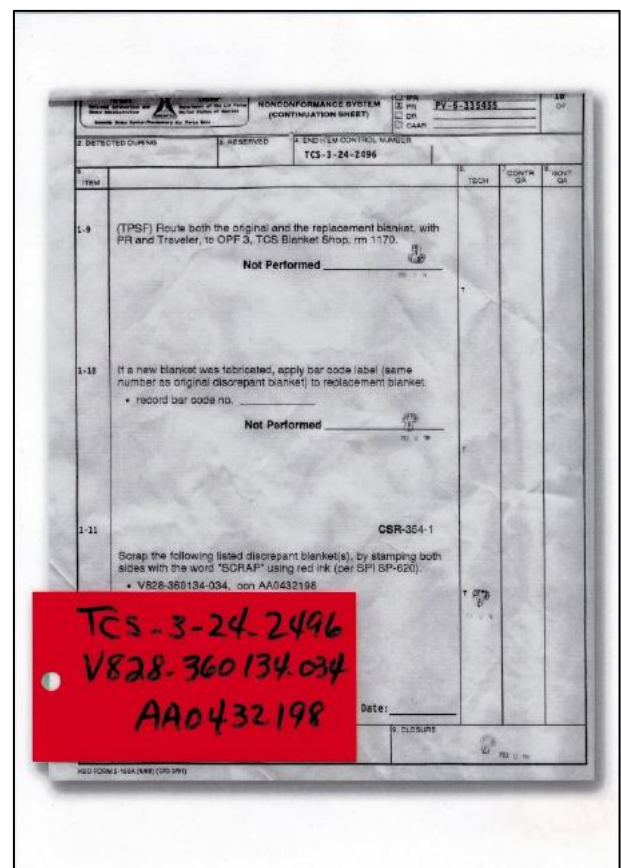 NONCONFORMANCE SYSTEM
(CONTINUATION SHEET)
PR PV-6-335455
DR
CAAR
OF
2. DETECTED DURING
3. RESERVED
4. END ITEM CONTROL NUMBER
TCS-3-24-2496
ITEM
TECH
CONTR QA
GOVT QA
1-9 (TPSF) Route both the original and the replacement blanket, with
PR and Traveler, to OPF 3, TCS Blanket Shop, rm 1170.
Not Performed
1-10 If a new blanket was fabricated, apply bar code label (same
number as original discrepant blanket) to replacement blanket.
• record bar code no.
Not Performed
1-11 CSR-354-1
Scrap the following listed discrepant blanket(s), by stamping both
sides with the word "SCRAP" using red ink (per SPI SP-620).
• V828-360134-034, ocn AA0432198
TCS-3-24-2496
V828-360134-034
AA0432198
Date:
9. CLOSURE